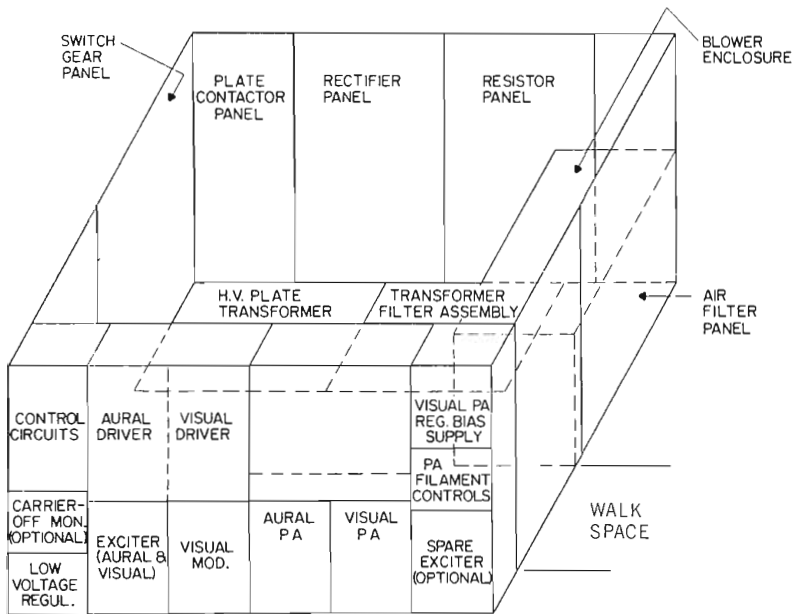 SWITCH
GEAR
PANEL
PLATE
CONTACTOR
PANEL
RECTIFIER
PANEL
RESISTOR
PANEL
BLOWER
ENCLOSURE
H.V. PLATE
TRANSFORMER
TRANSFORMER
FILTER ASSEMBLY
AIR
FILTER
PANEL
CONTROL
CIRCUITS
AURAL
DRIVER
VISUAL
DRIVER
VISUAL PA
REG. BIAS
SUPPLY
PA
FILAMENT
CONTROLS
CARRIER-
OFF MON.
(OPTIONAL)
LOW
VOLTAGE
REGUL.
EXCITER
(AURAL &
VISUAL)
VISUAL
MOD.
AURAL
PA
VISUAL
PA
SPARE
EXCITER
(OPTIONAL)
WALK
SPACE